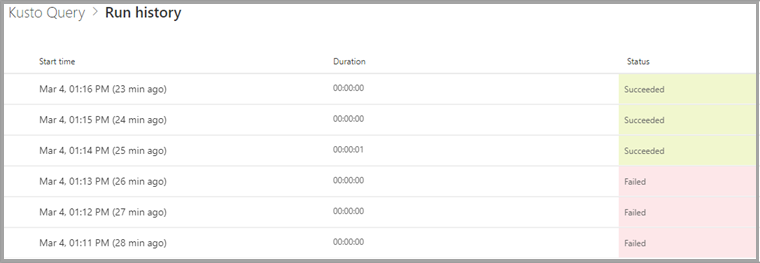 Kusto Query > Run history
Start time Duration Status
Mar 4, 01:16 PM (23 min ago) 00:00:00 Succeeded
Mar 4, 01:15 PM (24 min ago) 00:00:00 Succeeded
Mar 4, 01:14 PM (25 min ago) 00:00:01 Succeeded
Mar 4, 01:13 PM (26 min ago) 00:00:00 Failed
Mar 4, 01:12 PM (27 min ago) 00:00:00 Failed
Mar 4, 01:11 PM (28 min ago) 00:00:00 Failed